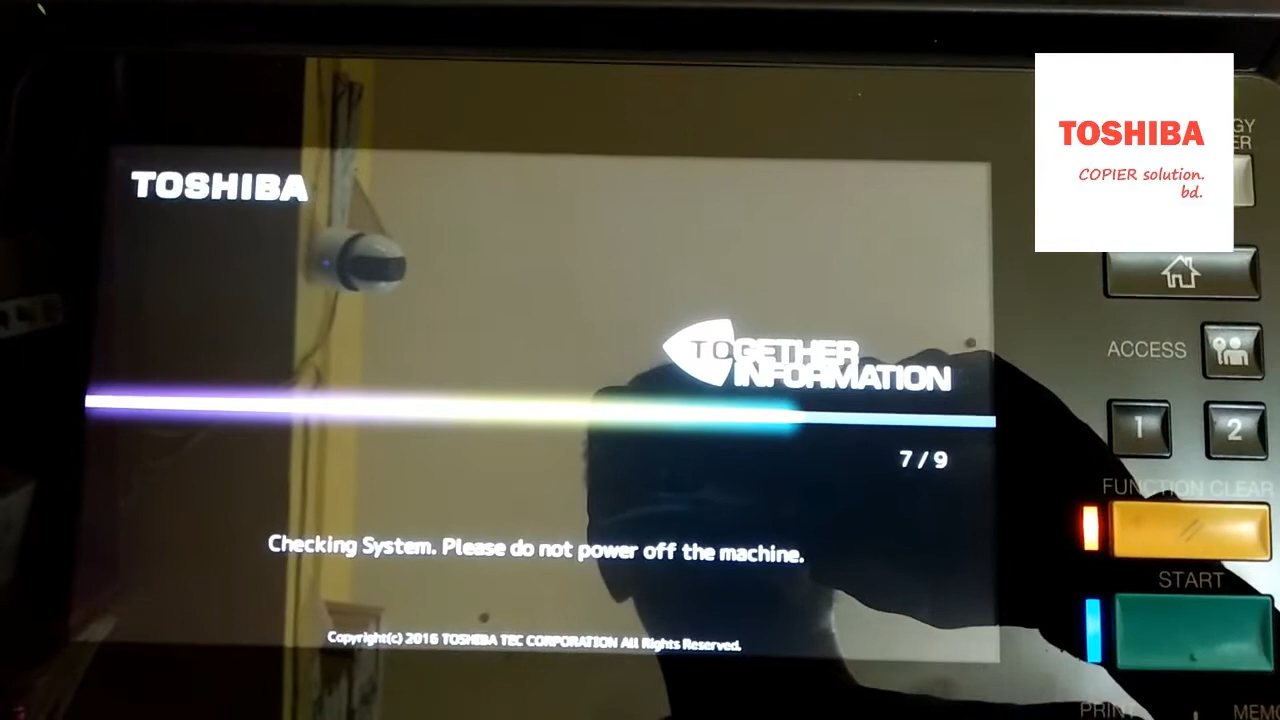 TOSHIBA
TOGETHER
INFORMATION
7 / 9
Checking System. Please do not power off the machine.
Copyright(c) 2016 TOSHIBA TEC CORPORATION All Rights Reserved.
TOSHIBA
COPIER solution.
bd.
ACCESS
1
2
FUNCTION CLEAR
START
PRINT